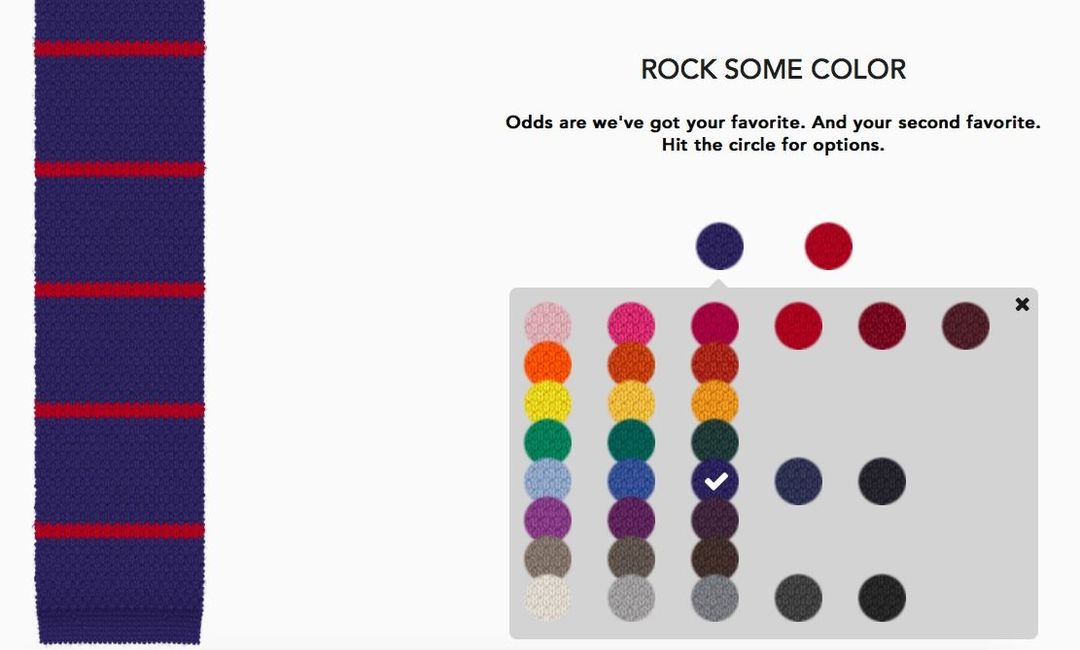 ROCK SOME COLOR
Odds are we've got your favorite. And your second favorite.
Hit the circle for options.